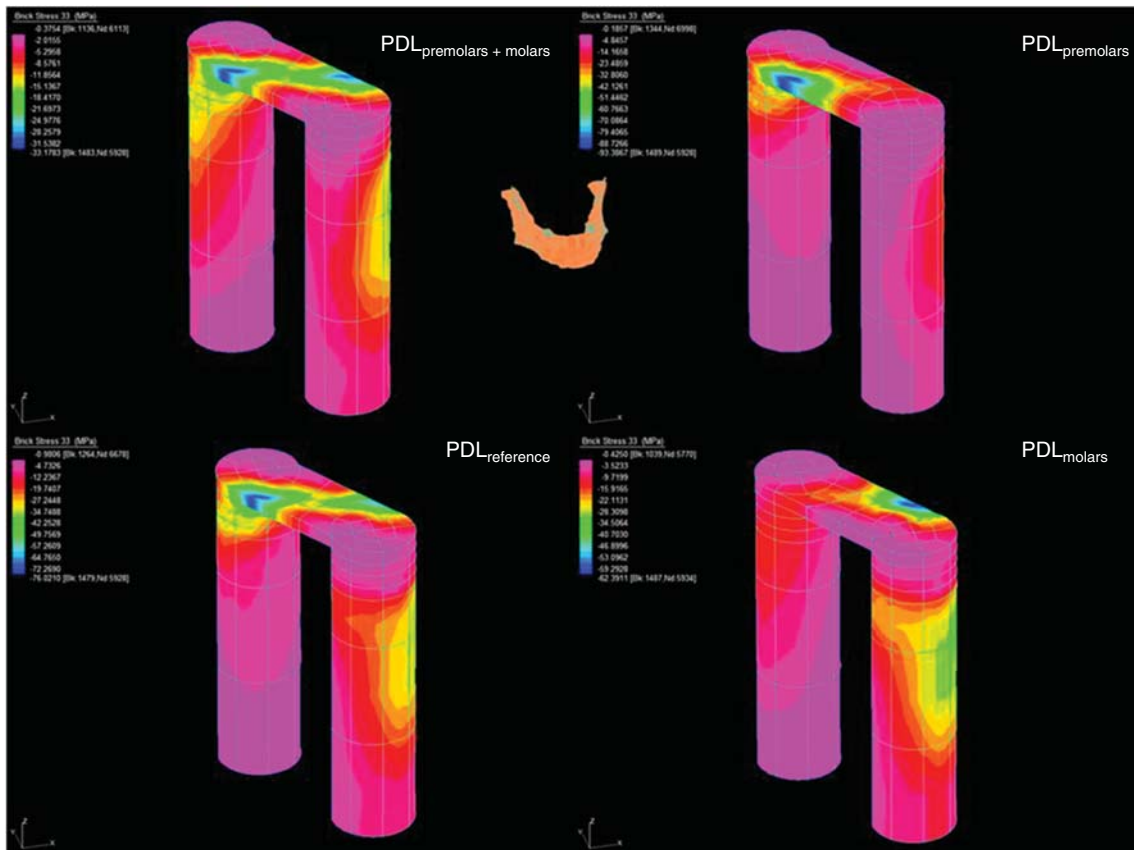 Brick Stress 33 (MPa)
-0.3754 [Bk:1136,Nd:6113]
-2.0155
-5.2958
-8.5761
-11.8564
-15.1367
-18.4170
-21.6973
-24.9776
-28.2579
-31.5382
-33.1783 [Bk:1483,Nd:5928]
PDLpremolars + molars
Z
Y
X
Brick Stress 33 (MPa)
-0.1857 [Bk:1344,Nd:6998]
-4.8457
-14.1658
-23.4859
-32.8060
-42.1261
-51.4462
-60.7663
-70.0864
-79.4065
-88.7266
-93.3867 [Bk:1489,Nd:5928]
PDLpremolars
Z
Y
X
Brick Stress 33 (MPa)
-0.9806 [Bk:1264,Nd:6678]
-4.7326
-12.2367
-19.7407
-27.2448
-34.7488
-42.2528
-49.7569
-57.2609
-64.7650
-72.2690
-76.0210 [Bk:1479,Nd:5928]
PDLreference
Z
Y
X
Brick Stress 33 (MPa)
-0.4250 [Bk:1039,Nd:5770]
-3.5233
-9.7199
-15.9165
-22.1131
-28.3098
-34.5064
-40.7030
-46.8996
-53.0962
-59.2928
-62.3911 [Bk:1487,Nd:5934]
PDLmolars
Z
Y
X